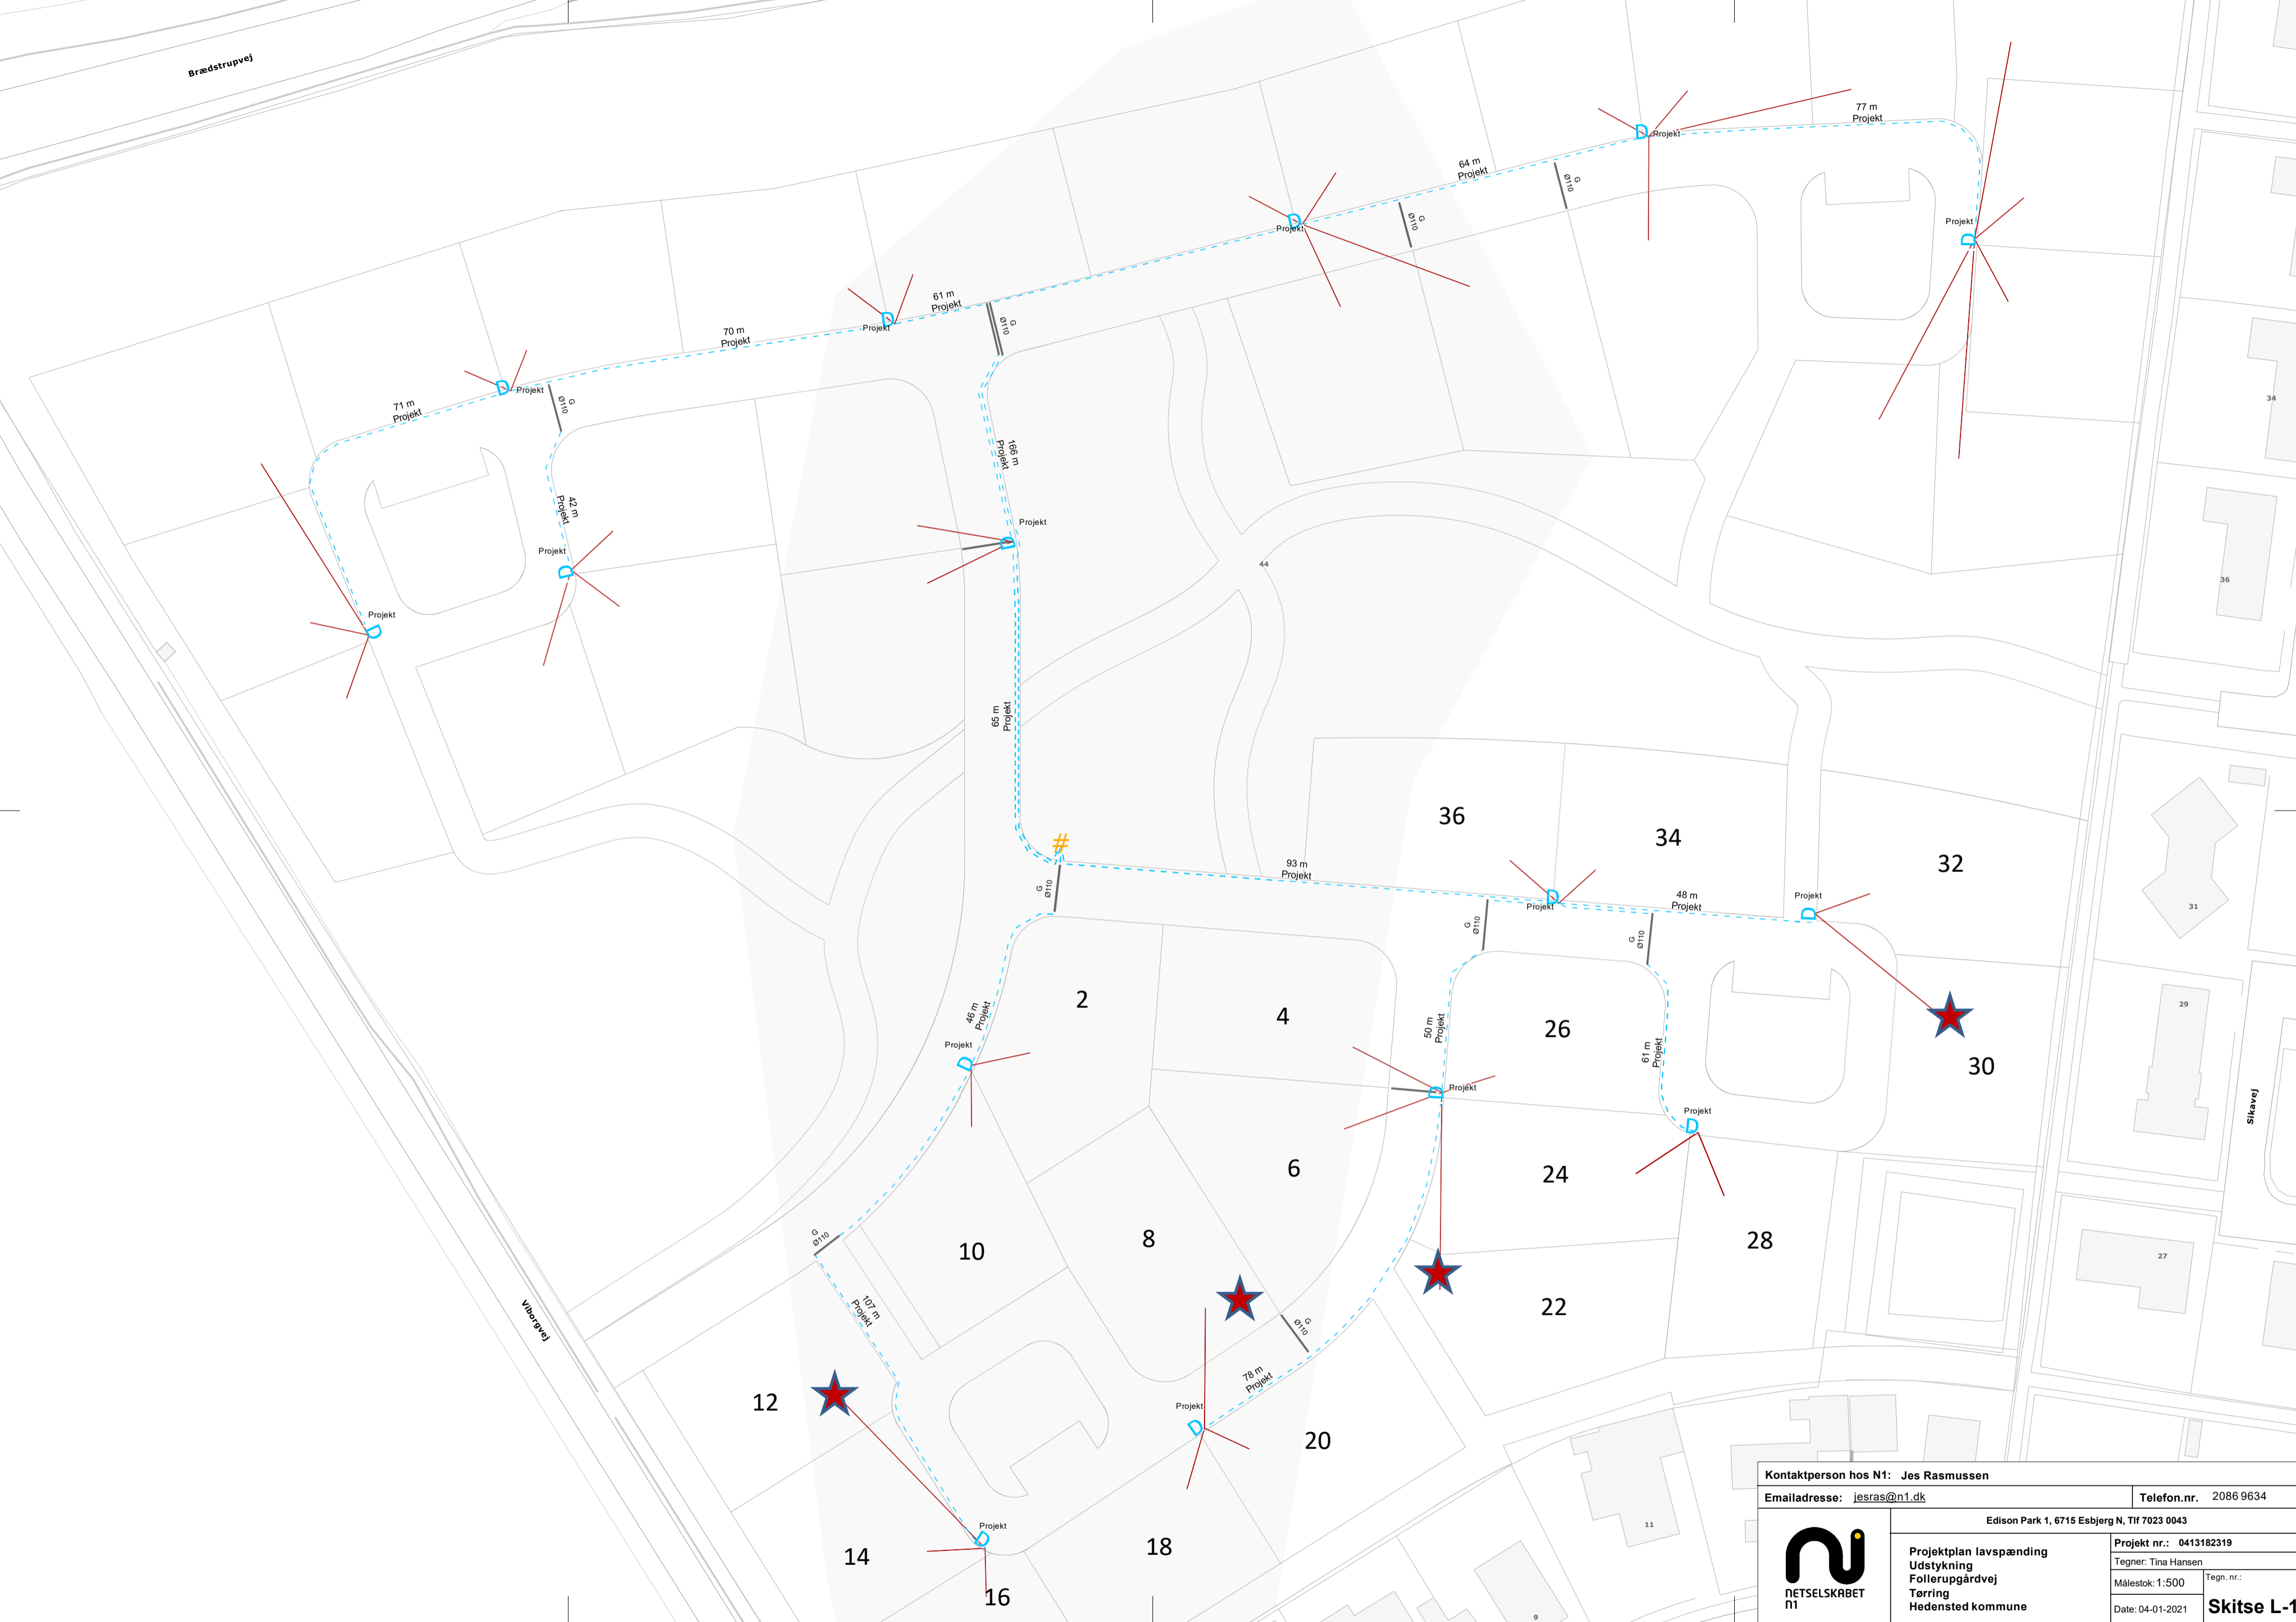 Brædstrupvej
77 m
Projekt
Projekt
64 m
Projekt
G
Ø110
Projekt
G
Ø110
Projekt
61 m
Projekt
Projekt
G
Ø110
70 m
Projekt
Projekt
G
Ø110
71 m
Projekt
34
166 m
Projekt
42 m
Projekt
Projekt
Projekt
44
36
Projekt
65 m
Projekt
#
36
34
32
93 m
Projekt
48 m
Projekt
Projekt
Projekt
G
Ø110
G
Ø110
G
Ø110
31
29
2
4
26
46 m
Projekt
50 m
Projekt
61 m
Projekt
Projekt
Projekt
Projekt
30
Sikavej
6
24
28
27
10
8
22
G
Ø110
107 m
Projekt
G
Ø110
Viborgvej
78 m
Projekt
12
Projekt
20
Projekt
14
18
16
11
9
Kontaktperson hos N1: Jes Rasmussen
Emailadresse: jesras@n1.dk
Telefon.nr. 2086 9634
Edison Park 1, 6715 Esbjerg N, Tlf 7023 0043
NETSELSKABET
N1
Projektplan lavspænding
Udstykning
Follerupgårdvej
Tørring
Hedensted kommune
Projekt nr.: 0413182319
Tegner: Tina Hansen
Målestok: 1:500
Tegn. nr.:
Date: 04-01-2021
Skitse L-1